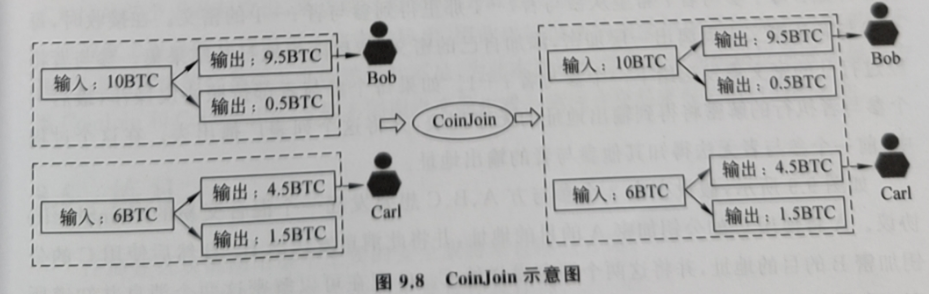 输出：9.5BTC
输入：10BTC
Bob
输出：0.5BTC
输出：4.5BTC
输入：6BTC
Carl
输出：1.5BTC
CoinJoin
输出：9.5BTC
输入：10BTC
Bob
输出：0.5BTC
输出：4.5BTC
输入：6BTC
Carl
输出：1.5BTC
图 9.8 CoinJoin 示意图